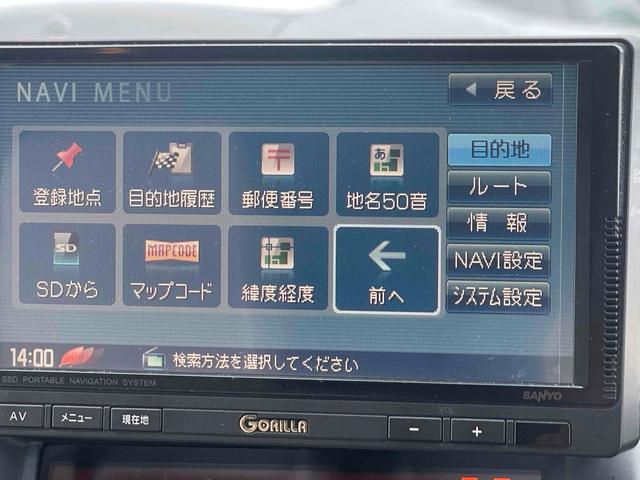 NAVI MENU
戻る
登録地点
目的地履歴
郵便番号
あ
地名50音
目的地
ルート
情報
SD
SDから
MAPCODE
マップコード
緯度経度
前へ
NAVI設定
システム設定
14:00
検索方法を選択してください
SSD PORTABLE NAVIGATION SYSTEM
SANYO
AV
メニュー
現在地
GORILLA
VOL
−
+